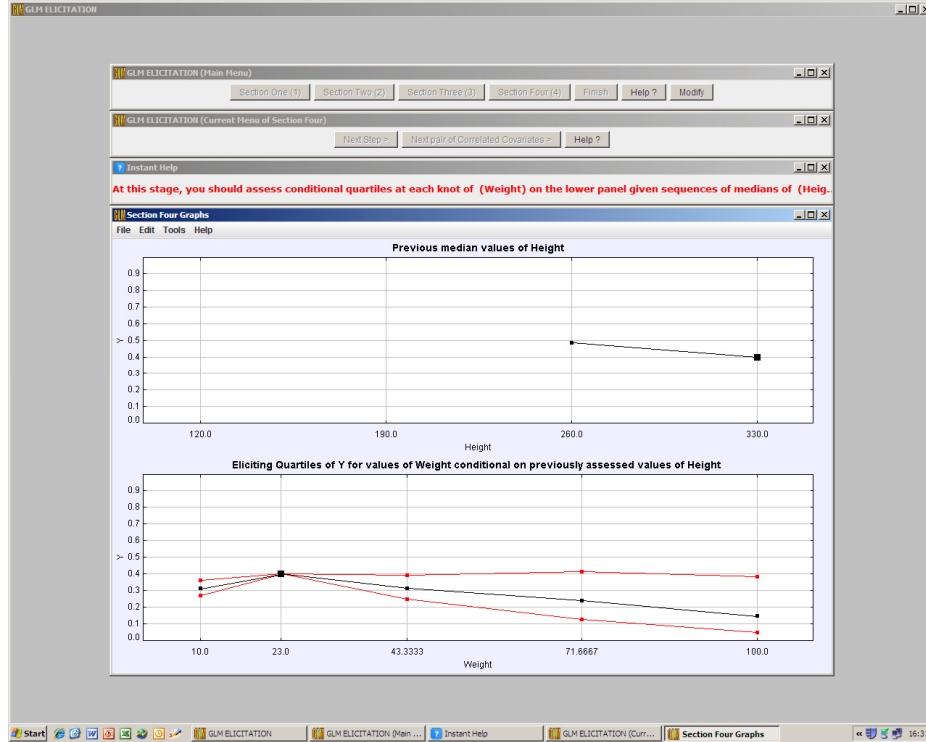 GLM ELICITATION
GLM ELICITATION (Main Menu)
Section One (1) Section Two (2) Section Three (3) Section Four (4) Finish Help ? Modify
GLM ELICITATION (Current Menu of Section Four)
Next Step > Next pair of Correlated Covariates > Help ?
Instant Help
At this stage, you should assess conditional quartiles at each knot of (Weight) on the lower panel given sequences of medians of (Heig..
Section Four Graphs
File Edit Tools Help
Previous median values of Height
0.9
0.8
0.7
0.6
Y 0.5
0.4
0.3
0.2
0.1
0.0
120.0 190.0 260.0 330.0
Height
Eliciting Quartiles of Y for values of Weight conditional on previously assessed values of Height
0.9
0.8
0.7
0.6
Y 0.5
0.4
0.3
0.2
0.1
0.0
10.0 23.0 43.3333 71.6667 100.0
Weight
Start GLM ELICITATION GLM ELICITATION (Main ... Instant Help GLM ELICITATION (Curr... Section Four Graphs « 16:3